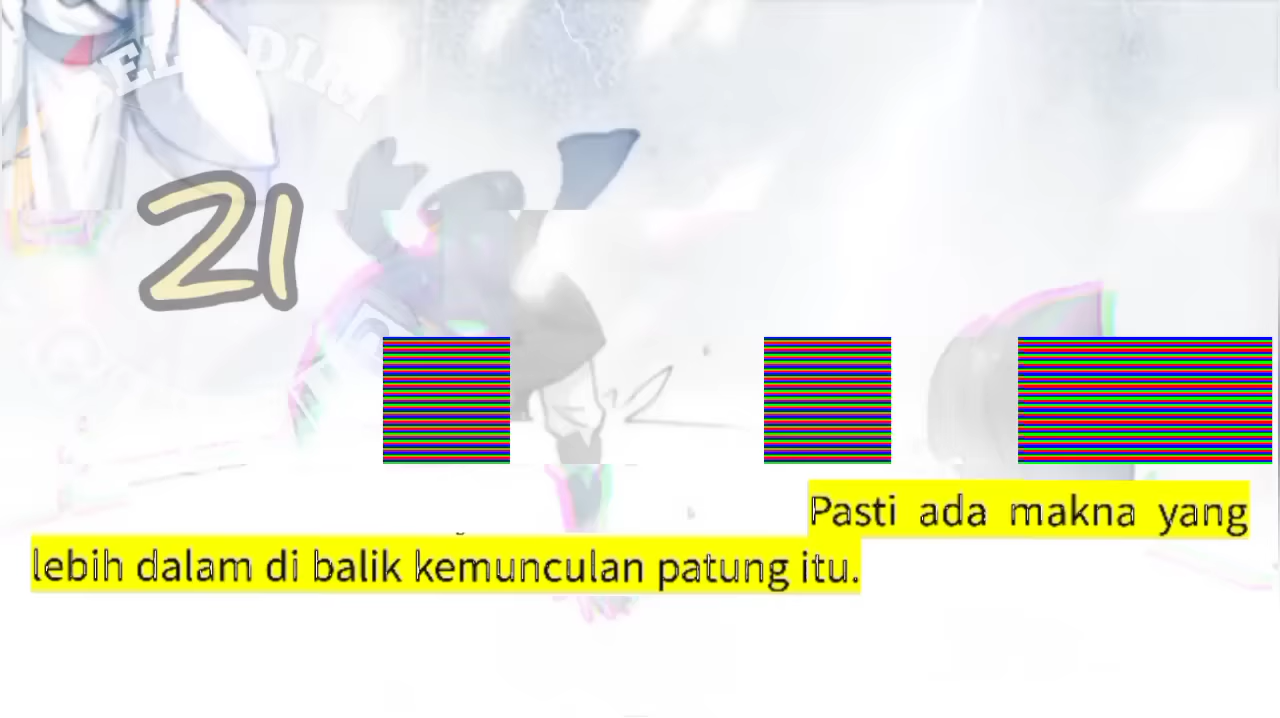 21
Pasti ada makna yang
lebih dalam di balik kemunculan patung itu.